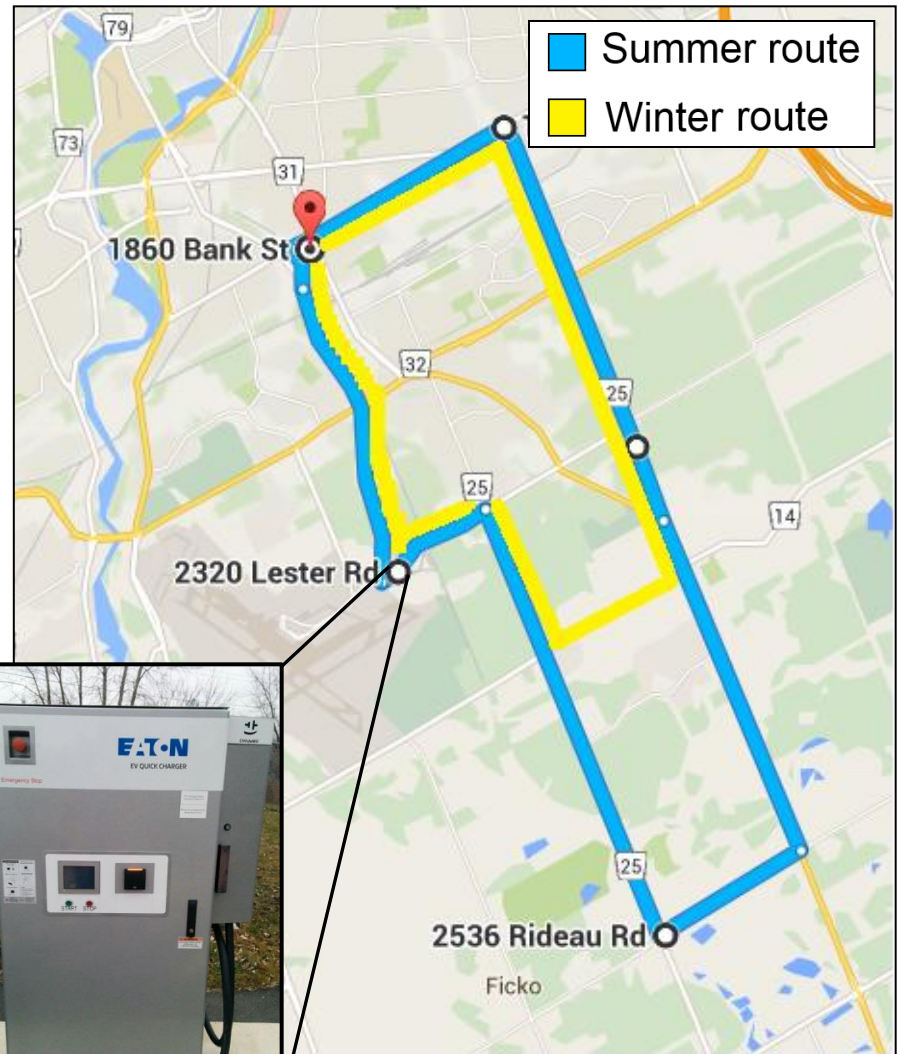 79
Summer route
Winter route
73
31
1860 Bank St
32
25
25
14
2320 Lester Rd
EATON
EV QUICK CHARGER
Emergency Stop
START STOP
25
2536 Rideau Rd
Ficko